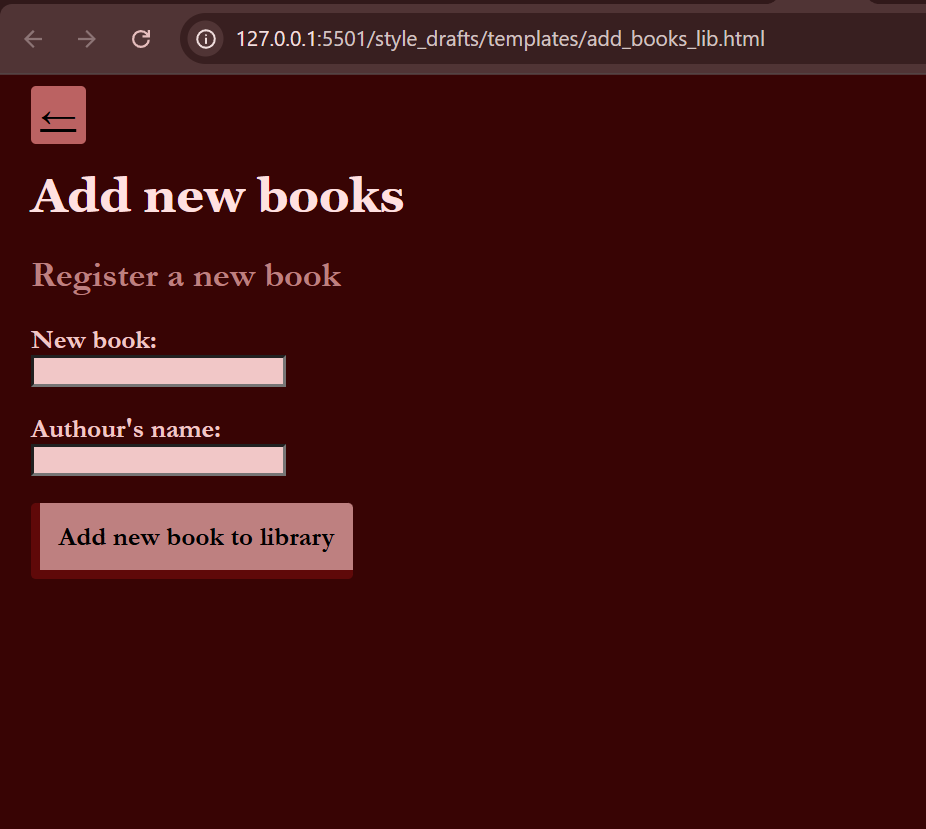 127.0.0.1:5501/style_drafts/templates/add_books_lib.html
←
Add new books
Register a new book
New book:
Authour's name:
Add new book to library